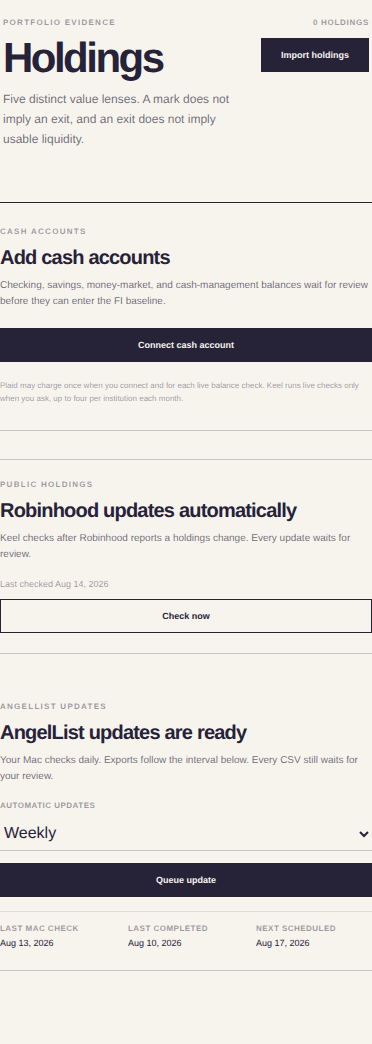 PORTFOLIO EVIDENCE
0 HOLDINGS
Holdings
Import holdings
Five distinct value lenses. A mark does not
imply an exit, and an exit does not imply
usable liquidity.
CASH ACCOUNTS
Add cash accounts
Checking, savings, money-market, and cash-management balances wait for review
before they can enter the FI baseline.
Connect cash account
Plaid may charge once when you connect and for each live balance check. Keel runs live checks only
when you ask, up to four per institution each month.
PUBLIC HOLDINGS
Robinhood updates automatically
Keel checks after Robinhood reports a holdings change. Every update waits for
review.
Last checked Aug 14, 2026
Check now
ANGELLIST UPDATES
AngelList updates are ready
Your Mac checks daily. Exports follow the interval below. Every CSV still waits for
your review.
AUTOMATIC UPDATES
Weekly
Queue update
LAST MAC CHECK
Aug 13, 2026
LAST COMPLETED
Aug 10, 2026
NEXT SCHEDULED
Aug 17, 2026